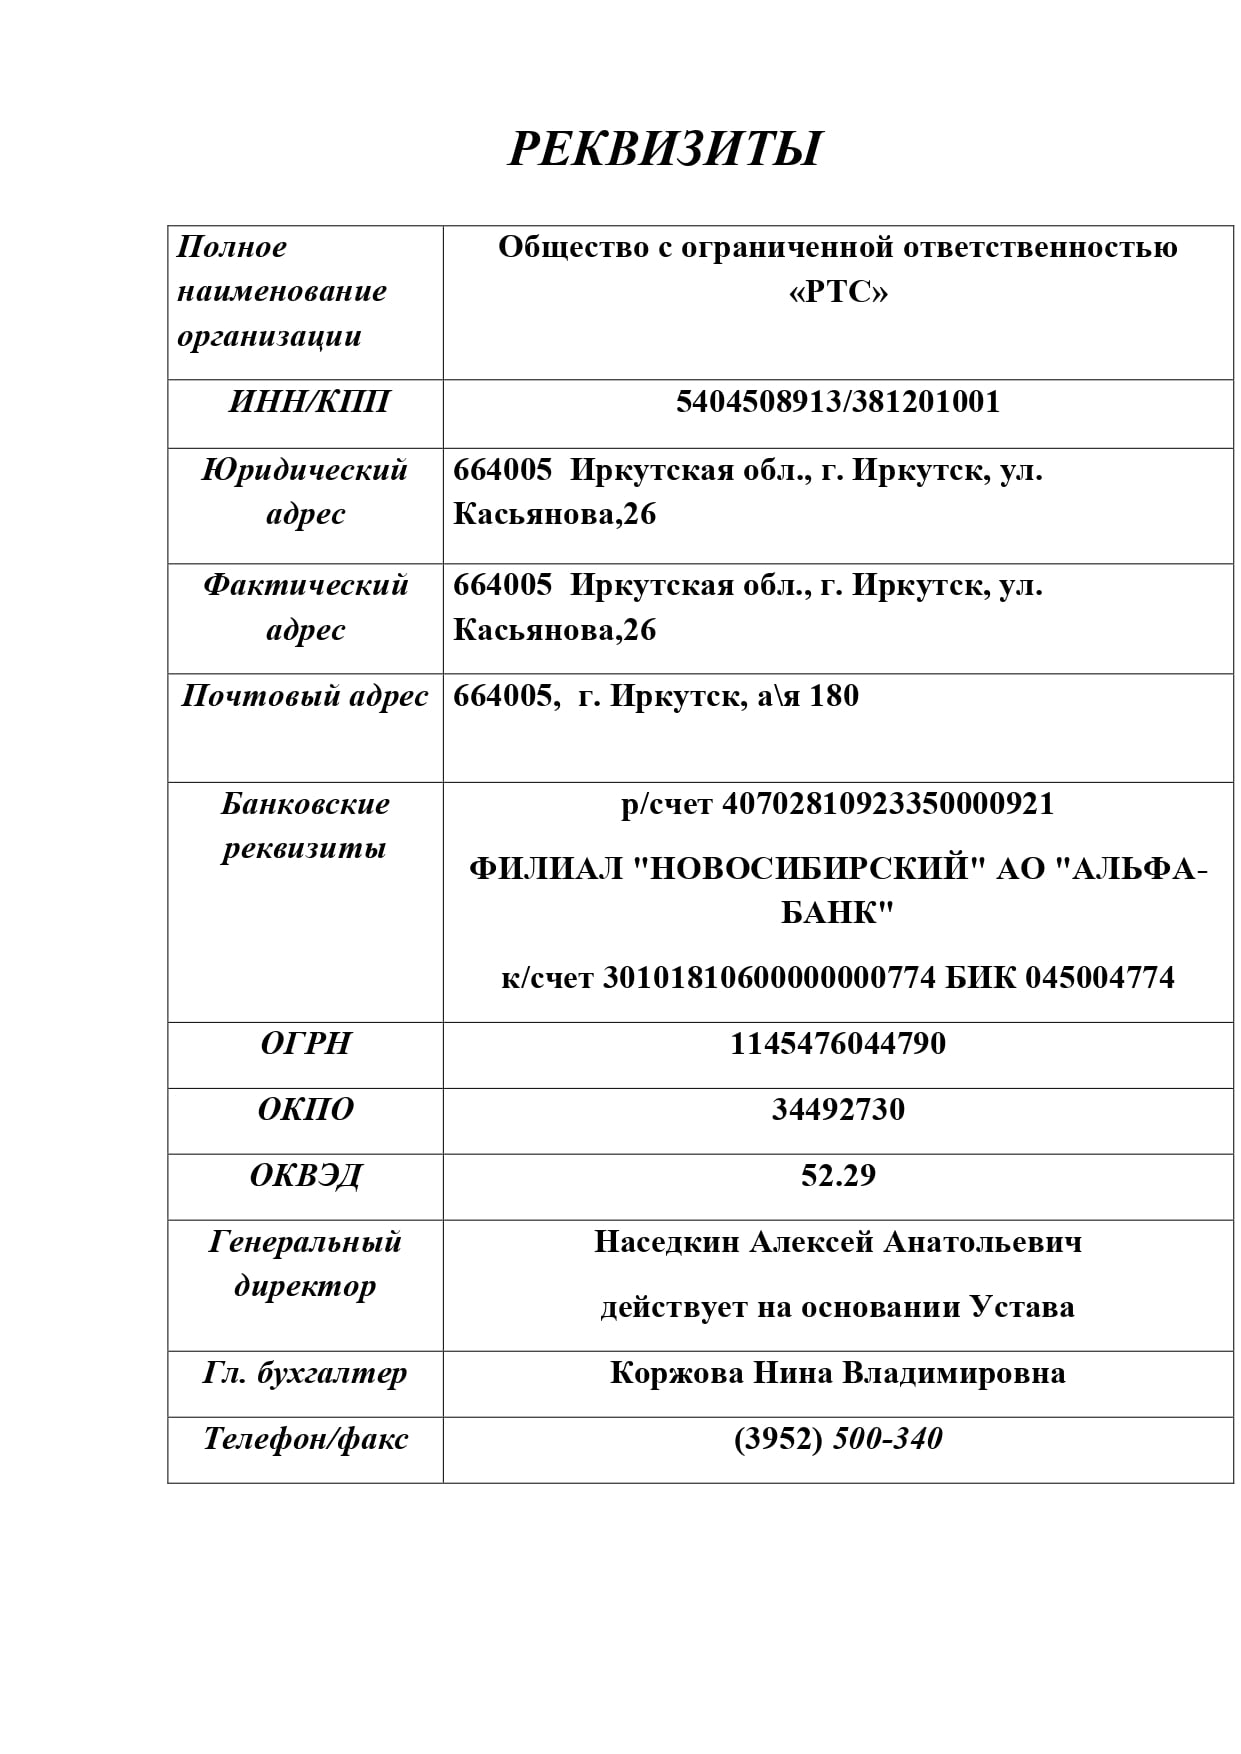 РЕКВИЗИТЫ
Полное
наименование
организации
Общество с ограниченной ответственностью
«РТС»
ИНН/КПП
5404508913/381201001
Юридический
адрес
664005  Иркутская обл., г. Иркутск, ул.
Касьянова,26
Фактический
адрес
664005  Иркутская обл., г. Иркутск, ул.
Касьянова,26
Почтовый адрес
664005,  г. Иркутск, а\я 180
Банковские
реквизиты
р/счет 40702810923350000921
ФИЛИАЛ "НОВОСИБИРСКИЙ" АО "АЛЬФА-
БАНК"
к/счет 30101810600000000774 БИК 045004774
ОГРН
1145476044790
ОКПО
34492730
ОКВЭД
52.29
Генеральный
директор
Наседкин Алексей Анатольевич
действует на основании Устава
Гл. бухгалтер
Коржова Нина Владимировна
Телефон/факс
(3952) 500-340